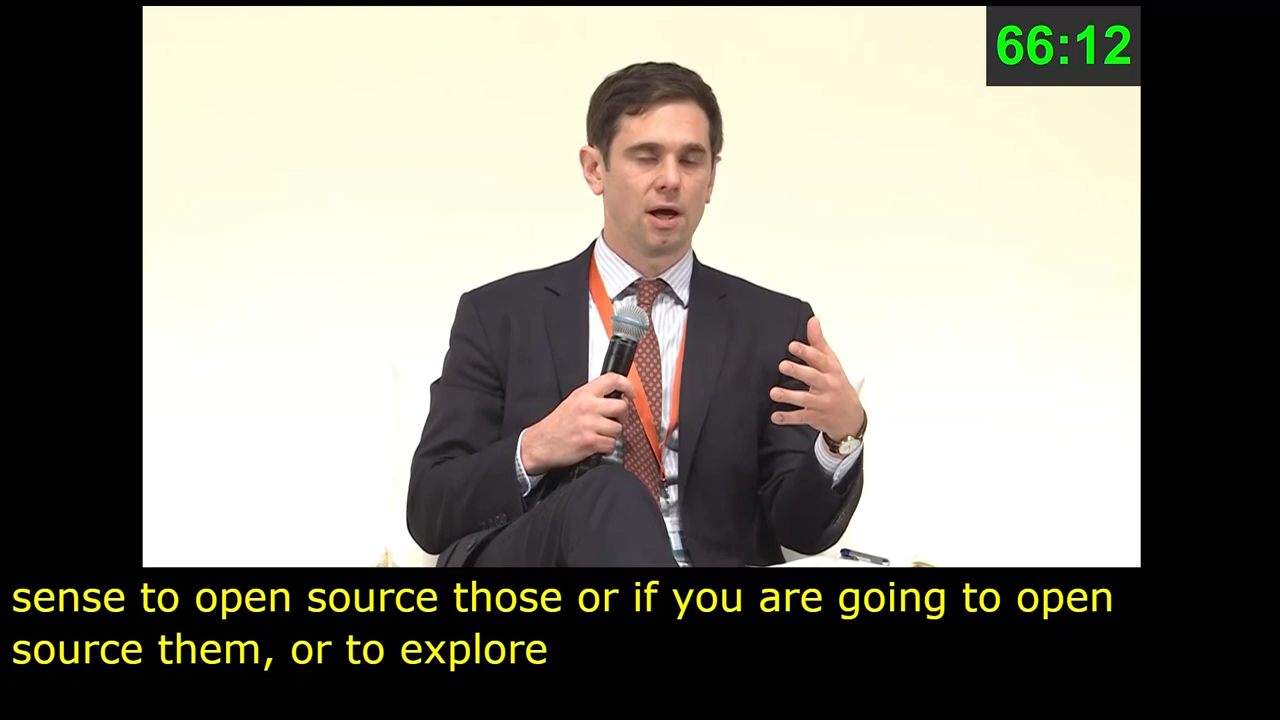 66:12
sense to open source those or if you are going to open
source them, or to explore